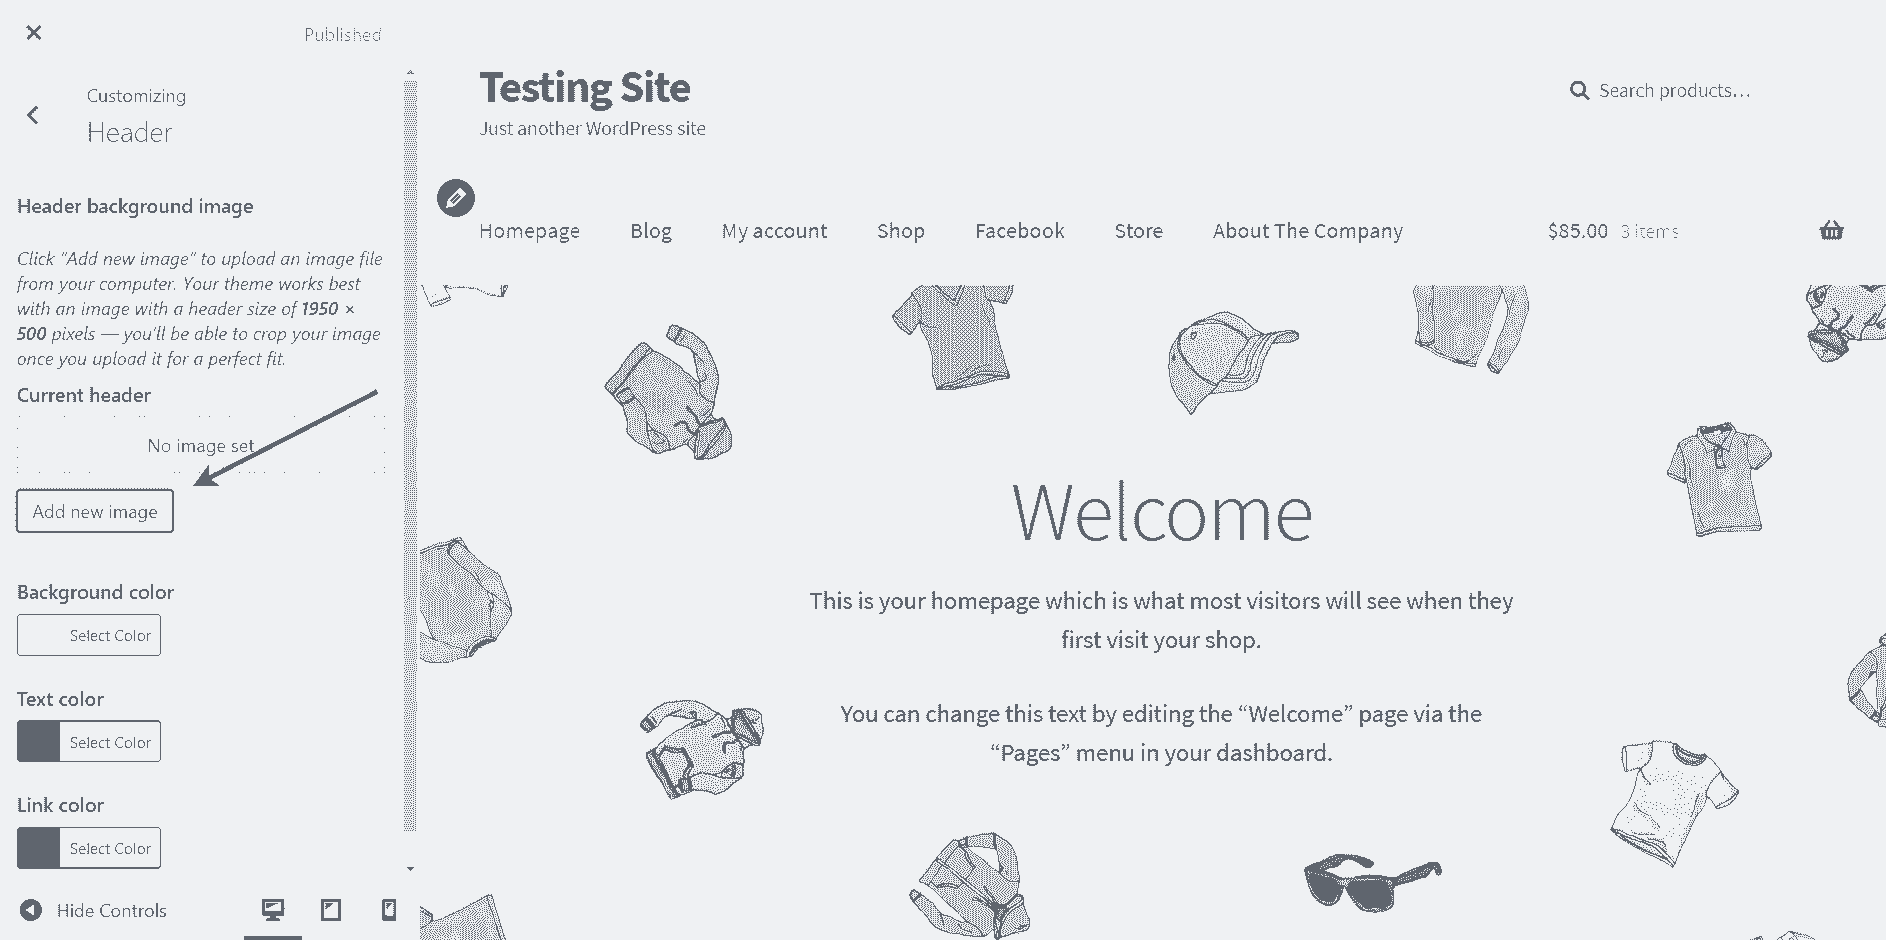 Published
Customizing
Header
Header background image
Click “Add new image” to upload an image file
from your computer. Your theme works best
with an image with a header size of 1950 ×
500 pixels — you'll be able to crop your image
once you upload it for a perfect fit.
Current header
No image set
Add new image
Background color
Select Color
Text color
Select Color
Link color
Select Color
Hide Controls
Testing Site
Just another WordPress site
Search products…
Homepage Blog My account Shop Facebook Store About The Company $85.00 3 items
Welcome
This is your homepage which is what most visitors will see when they
first visit your shop.
You can change this text by editing the “Welcome” page via the
“Pages” menu in your dashboard.